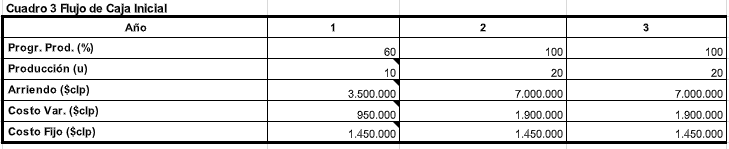 Cuadro 3 Flujo de Caja Inicial
Año 1 2 3
Progr. Prod. (%) 60 100 100
Producción (u) 10 20 20
Arriendo ($clp) 3.500.000 7.000.000 7.000.000
Costo Var. ($clp) 950.000 1.900.000 1.900.000
Costo Fijo ($clp) 1.450.000 1.450.000 1.450.000